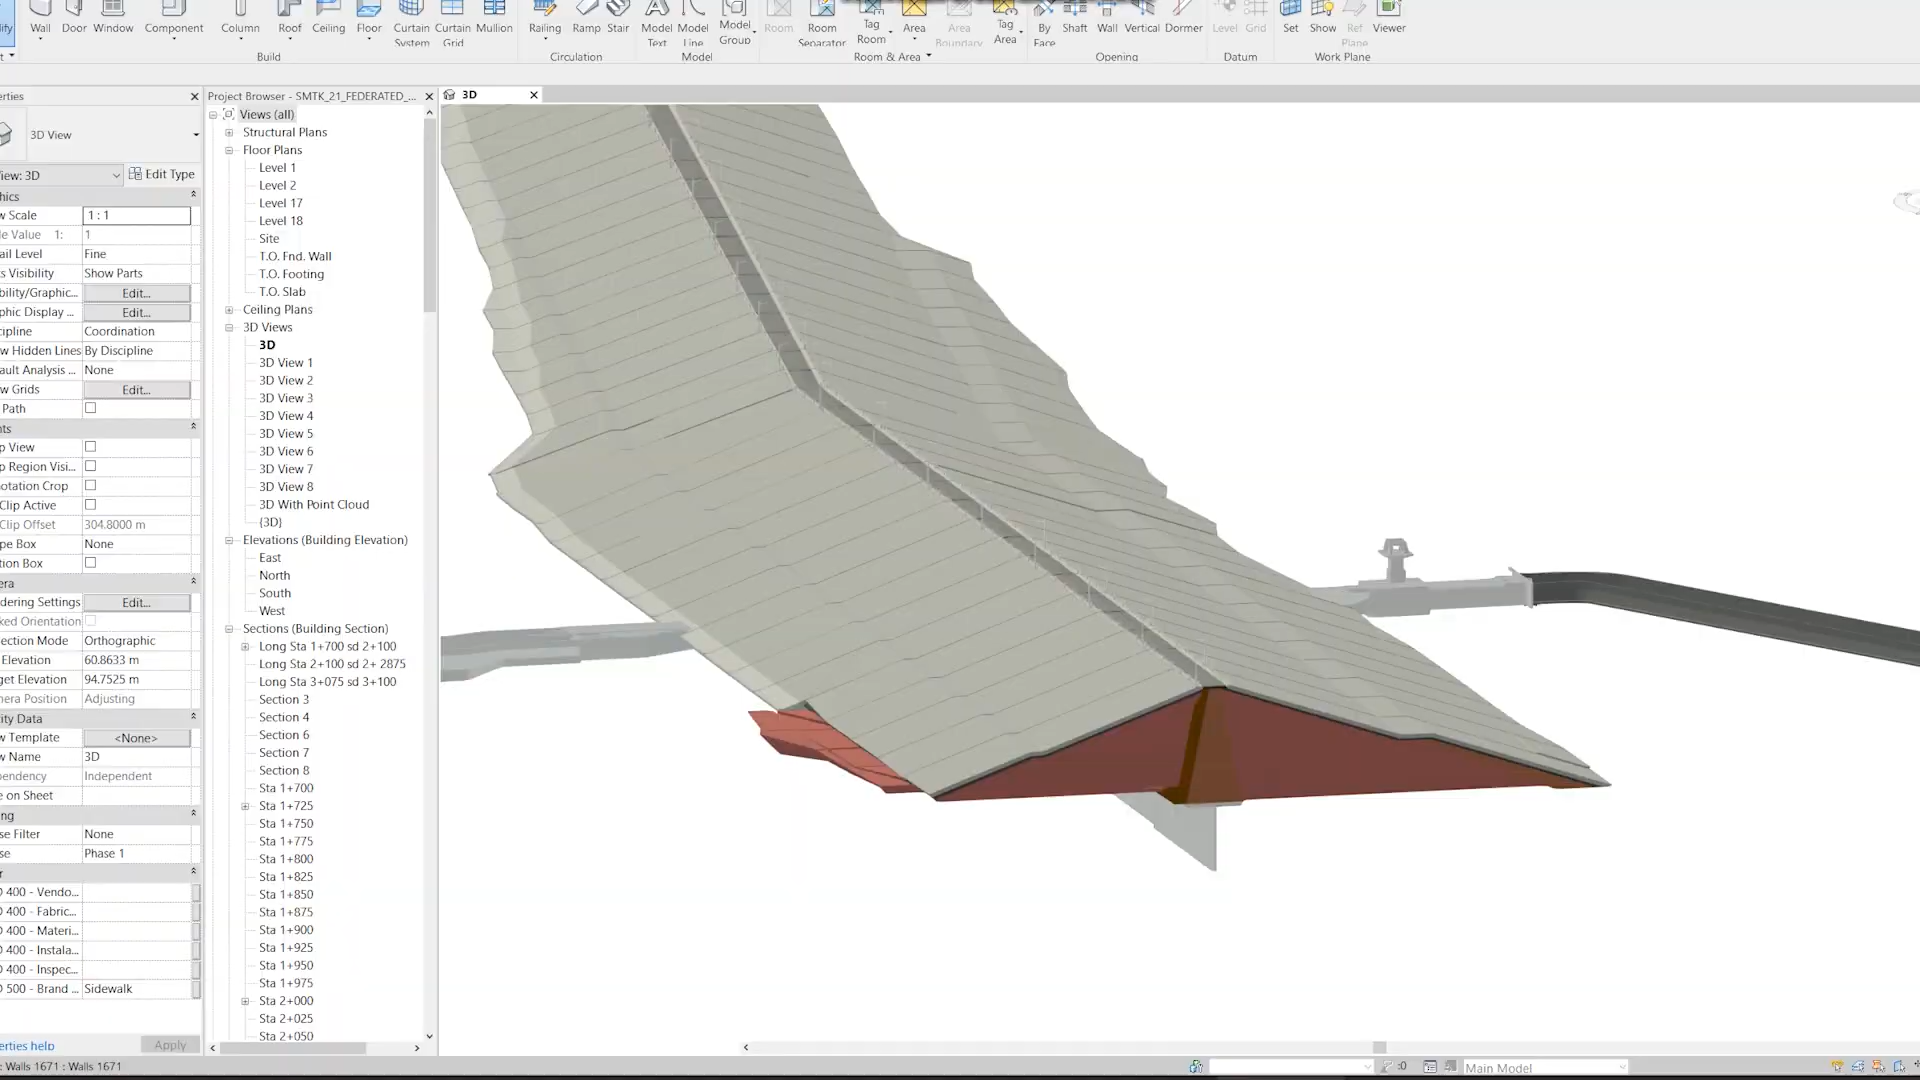 Wall Door Window Component Column Roof Ceiling Floor Curtain System Curtain Grid Mullion Railing Ramp Stair Model Text Model Line Model Group Room Room Separator Tag Room Area Area Boundary Tag Area By Face Shaft Wall Vertical Dormer Level Grid Set Show Ref Plane Viewer
Build Circulation Model Room & Area Opening Datum Work Plane
erties
3D View
iew: 3D
Edit Type
hics
w Scale 1 : 1
le Value 1: 1
ail Level Fine
s Visibility Show Parts
bility/Graphic... Edit...
phic Display ... Edit...
cipline Coordination
w Hidden Lines By Discipline
ault Analysis ... None
w Grids Edit...
Path
nts
p View
p Region Visi...
otation Crop
Clip Active
Clip Offset 304.8000 m
pe Box None
tion Box
era
dering Settings Edit...
ked Orientation
ection Mode Orthographic
Elevation 60.8633 m
get Elevation 94.7525 m
mera Position Adjusting
tity Data
w Template <None>
w Name 3D
pendency Independent
e on Sheet
ing
se Filter None
se Phase 1
r
D 400 - Vendo...
D 400 - Fabric...
D 400 - Materi...
D 400 - Instala...
D 400 - Inspec...
D 500 - Brand ... Sidewalk
erties help
Apply
: Walls 1671 : Walls 1671
Project Browser - SMTK_21_FEDERATED_...
Views (all)
Structural Plans
Floor Plans
Level 1
Level 2
Level 17
Level 18
Site
T.O. Fnd. Wall
T.O. Footing
T.O. Slab
Ceiling Plans
3D Views
3D
3D View 1
3D View 2
3D View 3
3D View 4
3D View 5
3D View 6
3D View 7
3D View 8
3D With Point Cloud
{3D}
Elevations (Building Elevation)
East
North
South
West
Sections (Building Section)
Long Sta 1+700 sd 2+100
Long Sta 2+100 sd 2+ 2875
Long Sta 3+075 sd 3+100
Section 3
Section 4
Section 6
Section 7
Section 8
Sta 1+700
Sta 1+725
Sta 1+750
Sta 1+775
Sta 1+800
Sta 1+825
Sta 1+850
Sta 1+875
Sta 1+900
Sta 1+925
Sta 1+950
Sta 1+975
Sta 2+000
Sta 2+025
Sta 2+050
3D
:0
Main Model